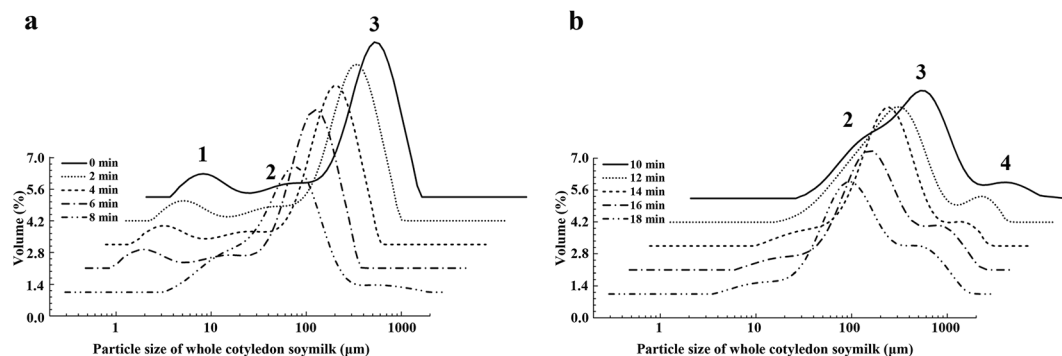 a
3
1
2
0 min
2 min
4 min
6 min
8 min
Volume (%)
7.0
5.6
4.2
2.8
1.4
0.0
1 10 100 1000
Particle size of whole cotyledon soymilk (μm)
b
3
2
4
10 min
12 min
14 min
16 min
18 min
Volume (%)
7.0
5.6
4.2
2.8
1.4
0.0
1 10 100 1000
Particle size of whole cotyledon soymilk (μm)